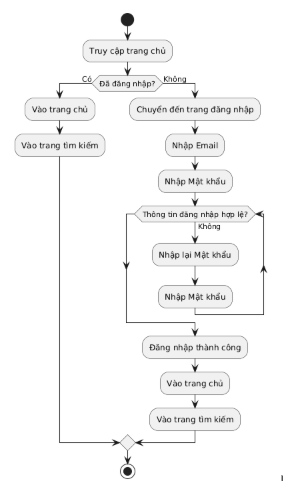 Truy cập trang chủ
Có
Đã đăng nhập?
Không
Vào trang chủ
Vào trang tìm kiếm
Chuyển đến trang đăng nhập
Nhập Email
Nhập Mật khẩu
Thông tin đăng nhập hợp lệ?
Không
Nhập lại Mật khẩu
Nhập Mật khẩu
Đăng nhập thành công
Vào trang chủ
Vào trang tìm kiếm